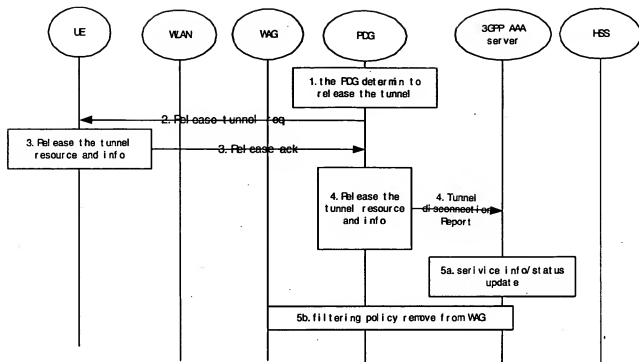 UE
WLAN
WAG
PDG
3GPP AAA
server
HSS
1. the PDG determin to
release the tunnel
2. Release tunnel req
3. Release the tunnel
resource and info
3. Release ack
4. Release the
tunnel resource
and info
4. Tunnel
disconnection
Report
5a. serivice info/status
update
5b. filtering policy remove from WAG